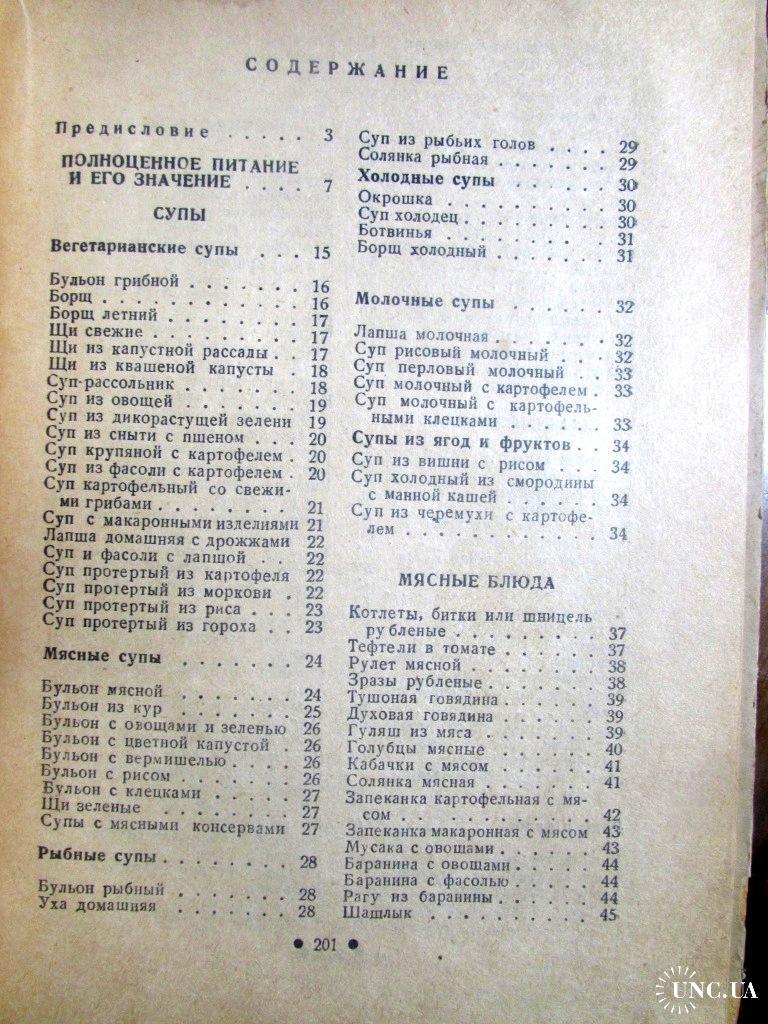 СОДЕРЖАНИЕ
Предисловие . . . . . 3
ПОЛНОЦЕННОЕ ПИТАНИЕ
И ЕГО ЗНАЧЕНИЕ . . . . 7
СУПЫ
Вегетарианские супы . . . 15
Бульон грибной . . . . . . . 16
Борщ . . . . . . . . . . . . 16
Борщ летний . . . . . . . . 17
Щи свежие . . . . . . . . . 17
Щи из капустной рассады . . 17
Щи из квашеной капусты . 18
Суп-рассольник . . . . . . . 18
Суп из овощей . . . . . . . 19
Суп из дикорастущей зелени 19
Суп из сныти с пшеном . . . 20
Суп крупяной с картофелем . 20
Суп из фасоли с картофелем . 20
Суп картофельный со свежи-
ми грибами . . . . . . . . 21
Суп с макаронными изделиями 21
Лапша домашняя с дрожжами 22
Суп и фасоли с лапшой . . 22
Суп протертый из картофеля 22
Суп протертый из моркови . 22
Суп протертый из риса . . . 23
Суп протертый из гороха . . 23
Мясные супы . . . . . . . 24
Бульон мясной . . . . . . . 24
Бульон из кур . . . . . . . 25
Бульон с овощами и зеленью 26
Бульон с цветной капустой . 26
Бульон с вермишелью . . . . 26
Бульон с рисом . . . . . . . 26
Бульон с клецками . . . . . 27
Щи зеленые . . . . . . . . 27
Супы с мясными консервами 27
Рыбные супы . . . . . . . . 28
Бульон рыбный . . . . . . . 28
Уха домашняя . . . . . . . 28
Суп из рыбьих голов . . . . 29
Солянка рыбная . . . . . . . 29
Холодные супы . . . . . . 30
Окрошка . . . . . . . . . . 30
Суп холодец . . . . . . . . . 30
Ботвинья . . . . . . . . . . 31
Борщ холодный . . . . . . . 31
Молочные супы . . . . . . 32
Лапша молочная . . . . . . . 32
Суп рисовый молочный . . . . 32
Суп перловый молочный . . 33
Суп молочный с картофелем . 33
Суп молочный с картофель-
ными клецками . . . . . . 33
Супы из ягод и фруктов . . 34
Суп из вишни с рисом . . . 34
Суп холодный из смородины
с манной кашей . . . . . . 34
Суп из черемухи с картофе-
лем . . . . . . . . . . . 34
МЯСНЫЕ БЛЮДА
Котлеты, битки или шницель
рубленые . . . . . . . . . 37
Тефтели в томате . . . . . . 37
Рулет мясной . . . . . . . . 38
Зразы рубленые . . . . . . . 38
Тушоная говядина . . . . . . 39
Духовая говядина . . . . . . 39
Гуляш из мяса . . . . . . . 39
Голубцы мясные . . . . . . 40
Кабачки с мясом . . . . . . 41
Солянка мясная . . . . . . . 41
Запеканка картофельная с мя-
сом . . . . . . . . . . . . 42
Запеканка макаронная с мясом 43
Мусака с овощами . . . . . . 43
Баранина с овощами . . . . . 44
Баранина с фасолью . . . . . 44
Рагу из баранины . . . . . . 44
Шашлык . . . . . . . . . . 45
● 201 ●
UNC.UA